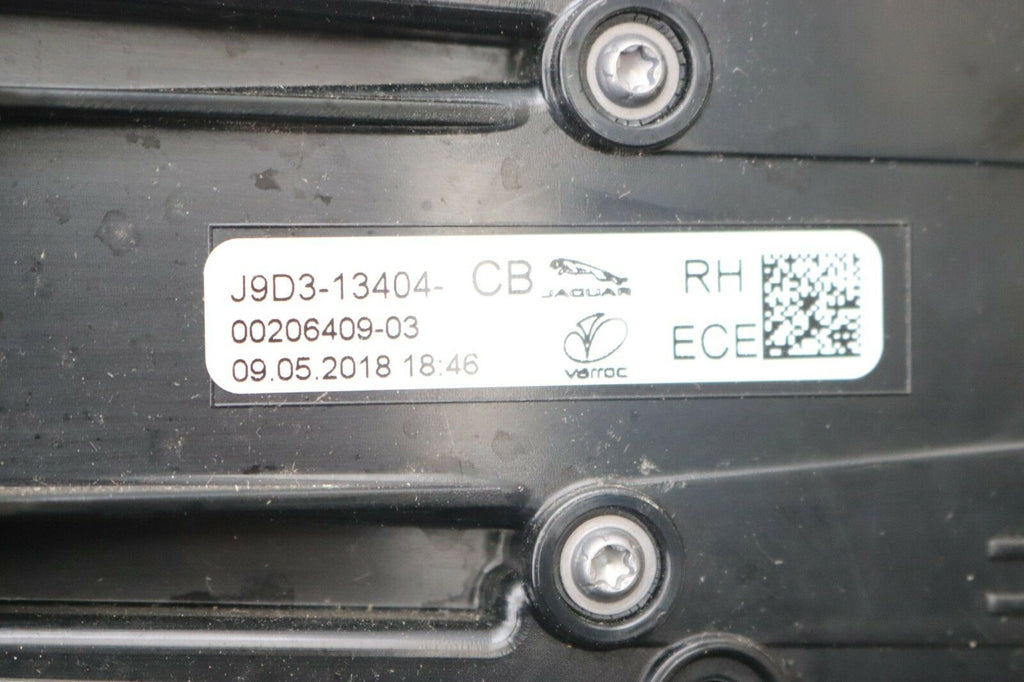 J9D3-13404- CB JAGUAR RH
00206409-03
09.05.2018 18:46
varroc ECE